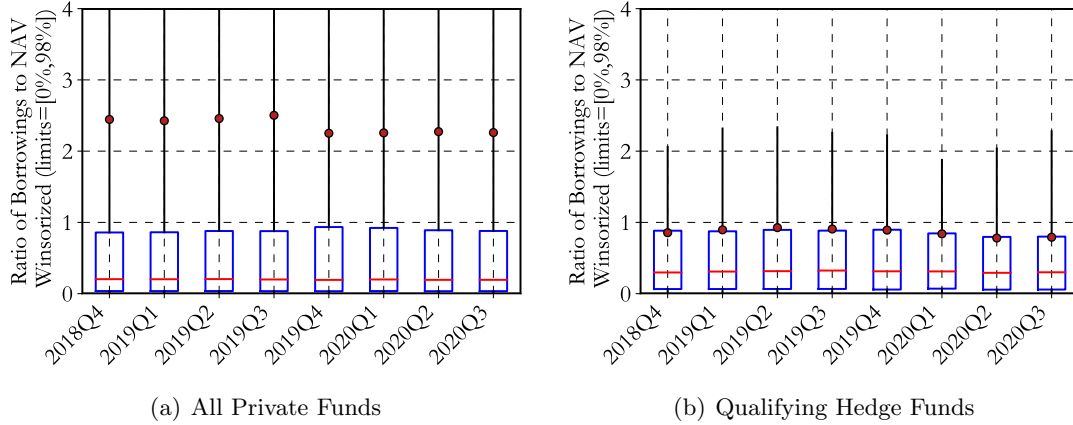 Ratio of Borrowings to NAV
Winsorized (limits=[0%,98%])
4
3
2
1
0
2018Q4
2019Q1
2019Q2
2019Q3
2019Q4
2020Q1
2020Q2
2020Q3
(a) All Private Funds
Ratio of Borrowings to NAV
Winsorized (limits=[0%,98%])
4
3
2
1
0
2018Q4
2019Q1
2019Q2
2019Q3
2019Q4
2020Q1
2020Q2
2020Q3
(b) Qualifying Hedge Funds